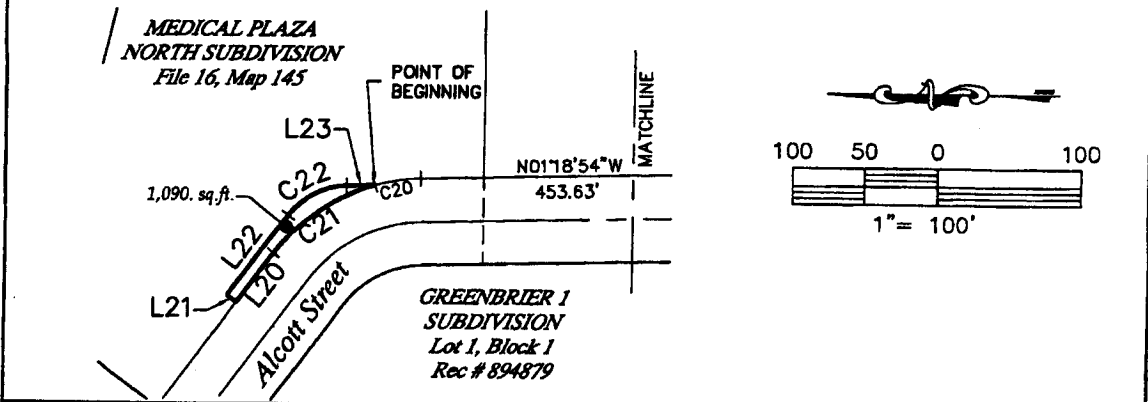 MEDICAL PLAZA
NORTH SUBDIVISION
File 16, Map 145
POINT OF
BEGINNING
L23
C22
1,090. sq.ft.
C20
C21
L22
L20
L21
Alcott Street
N01°18'54"W
453.63'
MATCHLINE
GREENBRIER 1
SUBDIVISION
Lot 1, Block 1
Rec # 894879
100 50 0 100
1"= 100'